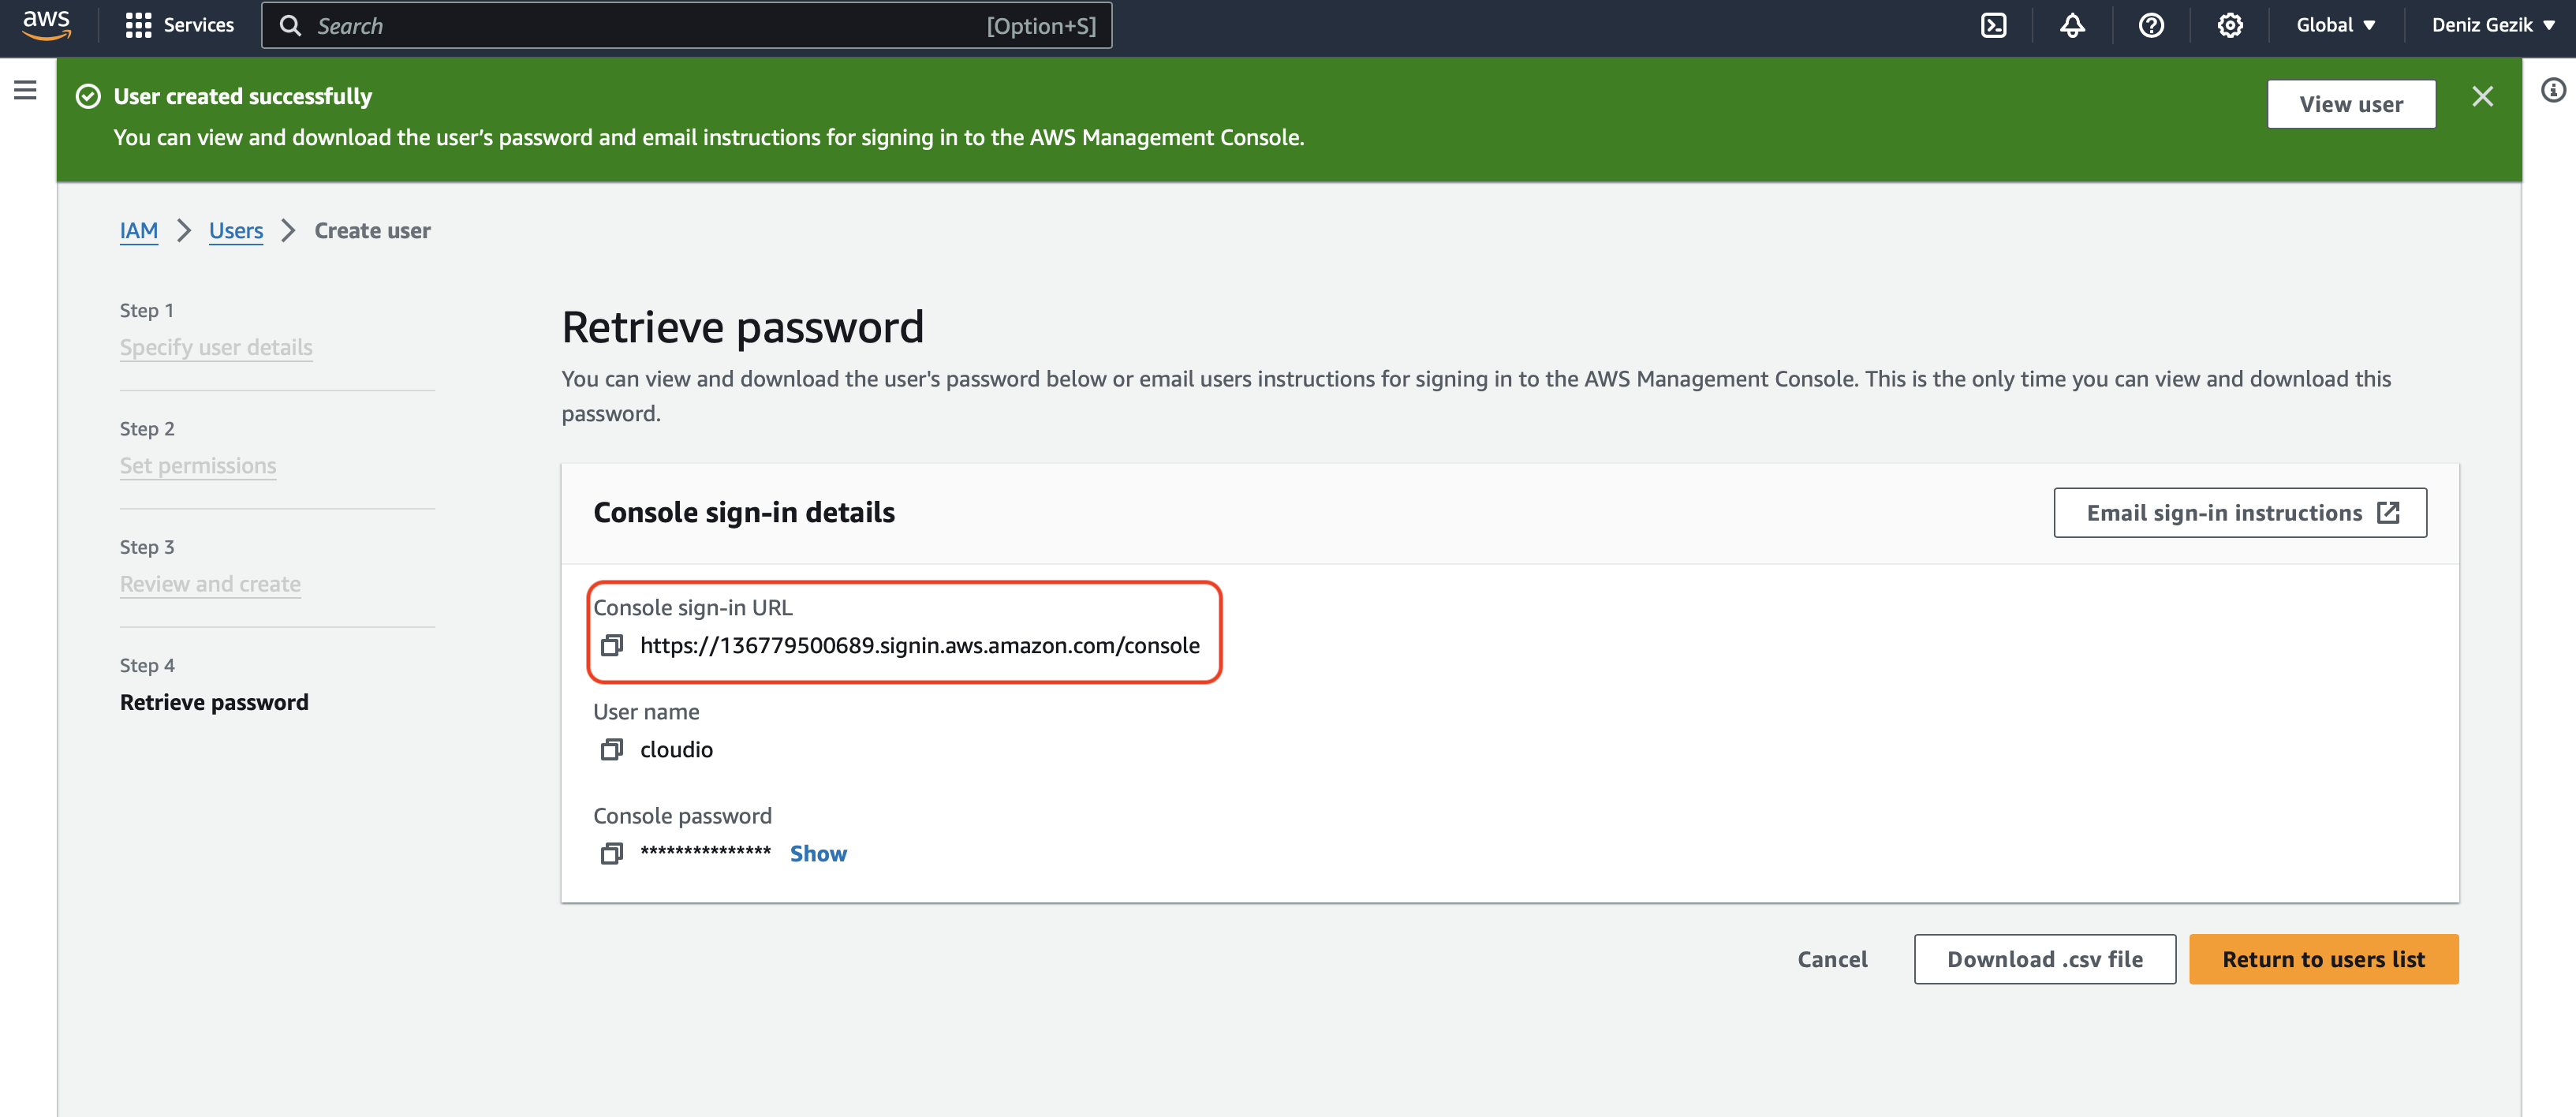 aws
Services
Search [Option+S]
Global ▼
Deniz Gezik ▼
User created successfully
You can view and download the user’s password and email instructions for signing in to the AWS Management Console.
View user
IAM > Users > Create user
Step 1
Specify user details
Step 2
Set permissions
Step 3
Review and create
Step 4
Retrieve password
Retrieve password
You can view and download the user's password below or email users instructions for signing in to the AWS Management Console. This is the only time you can view and download this
password.
Console sign-in details
Email sign-in instructions
Console sign-in URL
https://136779500689.signin.aws.amazon.com/console
User name
cloudio
Console password
*************** Show
Cancel
Download .csv file
Return to users list